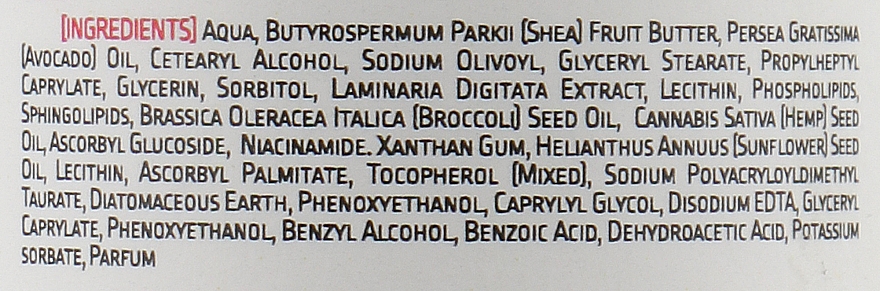 [INGREDIENTS] AQUA, BUTYROSPERMUM PARKII (SHEA) FRUIT BUTTER, PERSEA GRATISSIMA
(AVOCADO) OIL, CETEARYL ALCOHOL, SODIUM OLIVOYL, GLYCERYL STEARATE, PROPYLHEPTYL
CAPRYLATE, GLYCERIN, SORBITOL, LAMINARIA DIGITATA EXTRACT, LECITHIN, PHOSPHOLIPIDS,
SPHINGOLIPIDS, BRASSICA OLERACEA ITALICA (BROCCOLI) SEED OIL, CANNABIS SATIVA (HEMP) SEED
OIL, ASCORBYL GLUCOSIDE, NIACINAMIDE. XANTHAN GUM, HELIANTHUS ANNUUS (SUNFLOWER) SEED
OIL, LECITHIN, ASCORBYL PALMITATE, TOCOPHEROL (MIXED), SODIUM POLYACRYLOYLDIMETHYL
TAURATE, DIATOMACEOUS EARTH, PHENOXYETHANOL, CAPRYLYL GLYCOL, DISODIUM EDTA, GLYCERYL
CAPRYLATE, PHENOXYETHANOL, BENZYL ALCOHOL, BENZOIC ACID, DEHYDROACETIC ACID, POTASSIUM
SORBATE, PARFUM